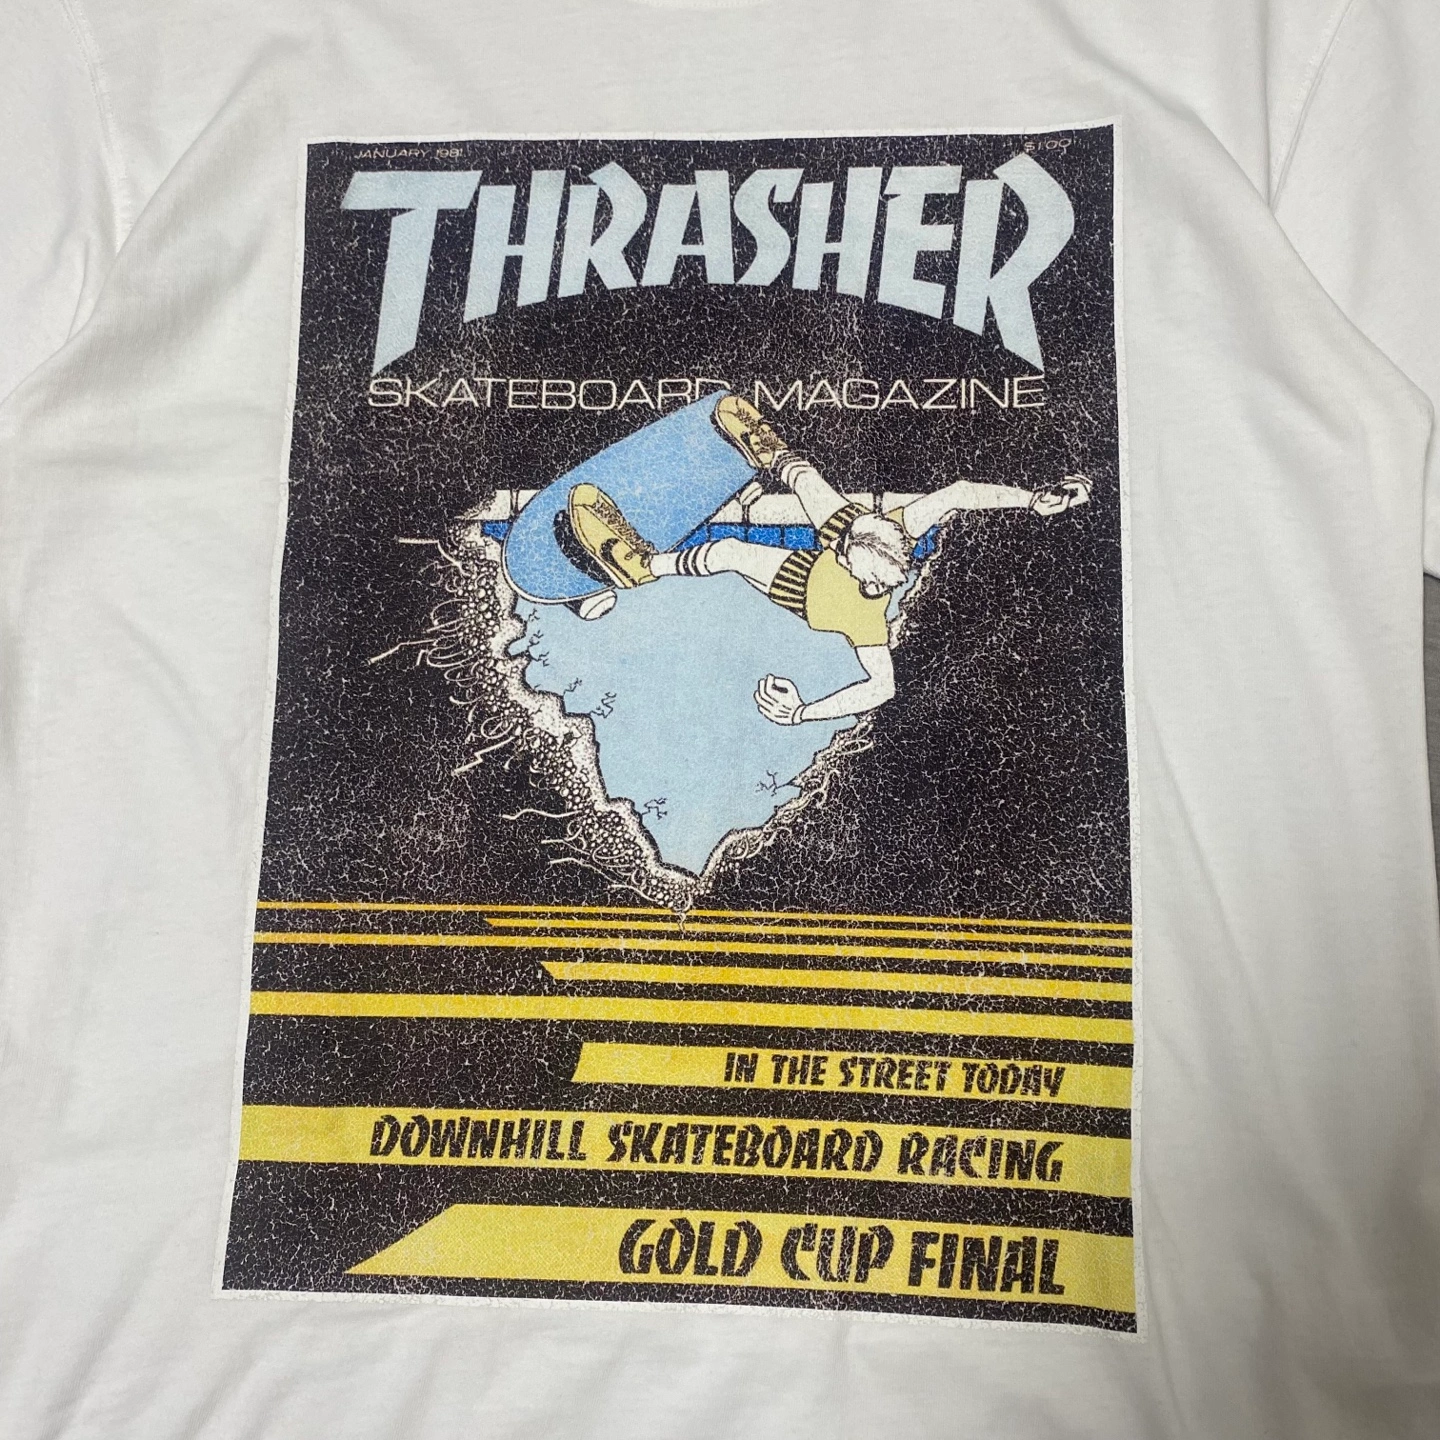 JANUARY 1981 $1.00
THRASHER
SKATEBOARD MAGAZINE
IN THE STREET TODAY
DOWNHILL SKATEBOARD RACING
GOLD CUP FINAL